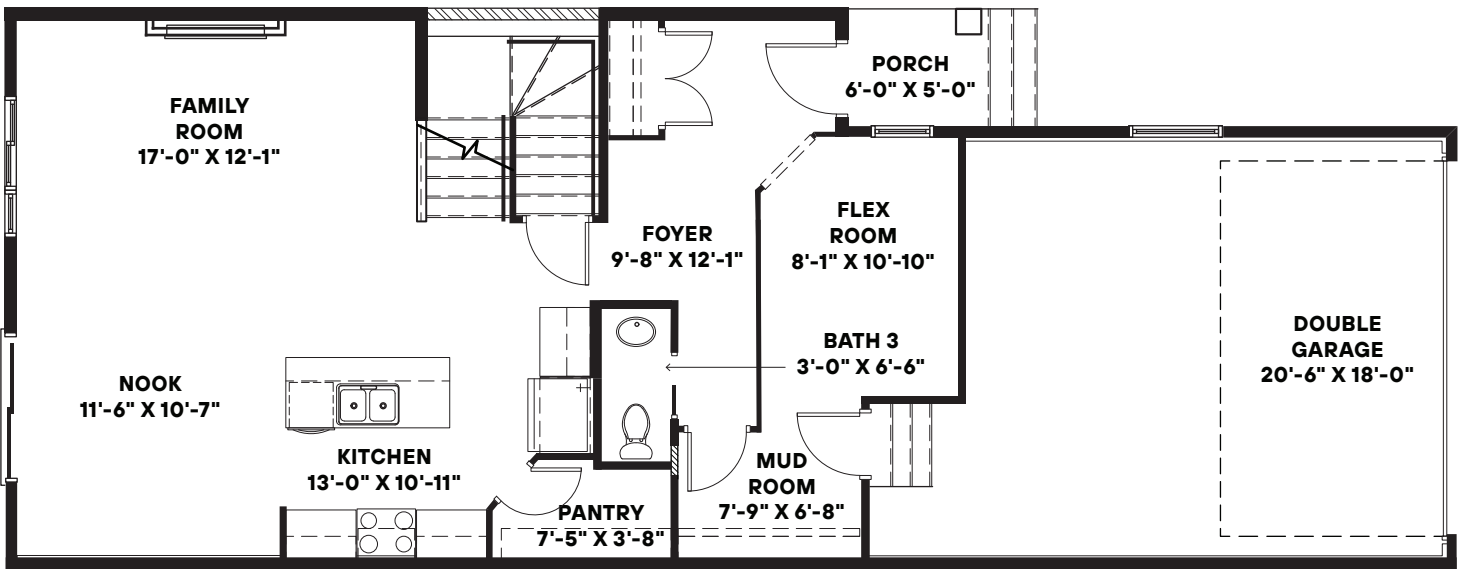 PORCH
6'-0" X 5'-0"
FAMILY
ROOM
17'-0" X 12'-1"
FLEX
ROOM
8'-1" X 10'-10"
FOYER
9'-8" X 12'-1"
DOUBLE
GARAGE
20'-6" X 18'-0"
BATH 3
3'-0" X 6'-6"
NOOK
11'-6" X 10'-7"
KITCHEN
13'-0" X 10'-11"
MUD
ROOM
7'-9" X 6'-8"
PANTRY
7'-5" X 3'-8"